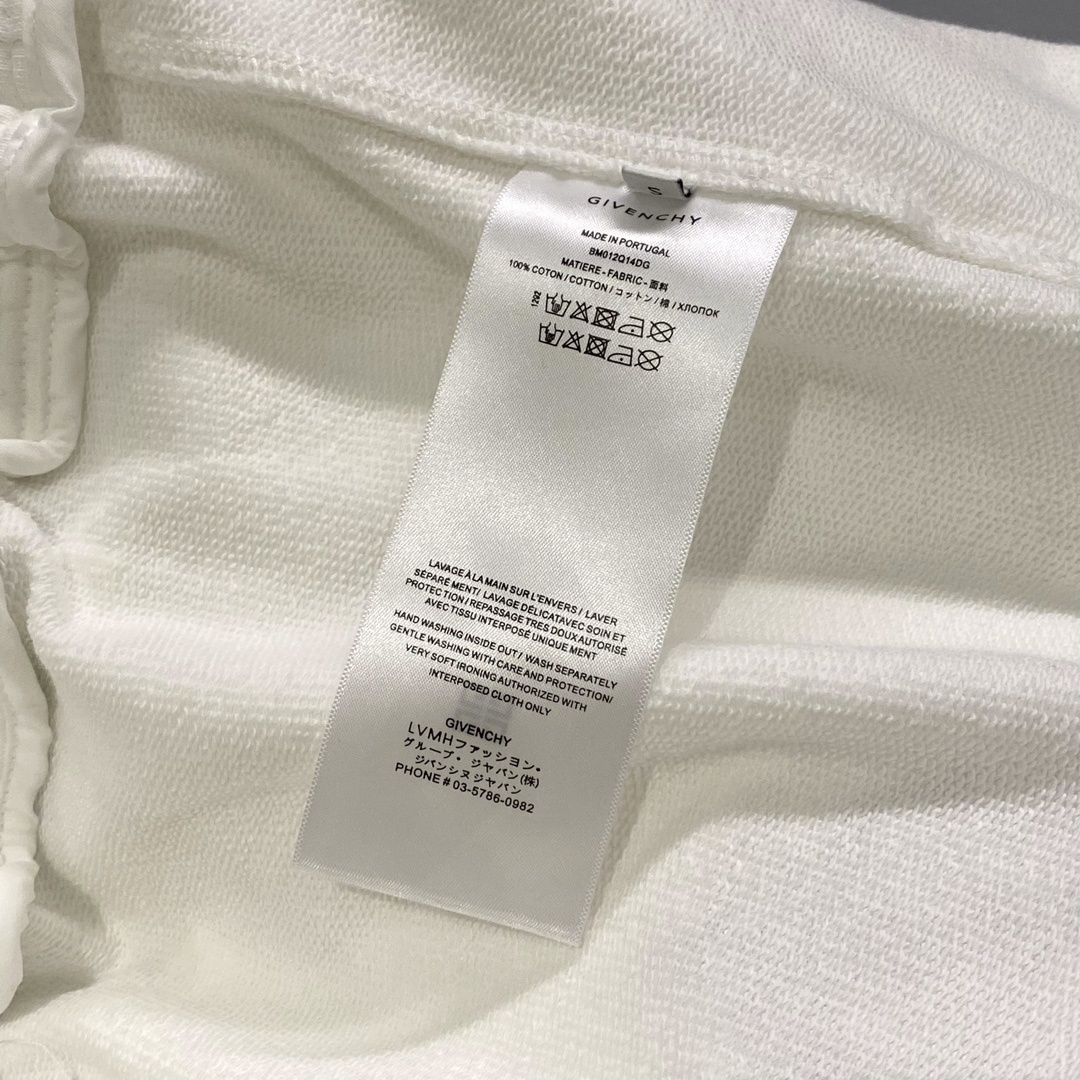 S
GIVENCHY
MADE IN PORTUGAL
BM012Q14DG
MATIERE-FABRIC-面料
100% COTON/COTTON/コットン/棉/ХЛОПОК
1292
LAVAGE À LA MAIN SUR L'ENVERS / LAVER
SÉPARÉ MENT/ LAVAGE DÉLICATAVEC SOIN ET
PROTECTION/REPASSAGE TRES DOUX AUTORISÉ
AVEC TISSU INTERPOSÉ UNIQUE MENT
HAND WASHING INSIDE OUT/ WASH SEPARATELY
GENTLE WASHING WITH CARE AND PROTECTION/
VERY SOFT IRONING AUTHORIZED WITH
INTERPOSED CLOTH ONLY
GIVENCHY
LVMHファッション。
グループ。ジャパン(株)
ジパンシヌジャパン
PHONE#03-5786-0982